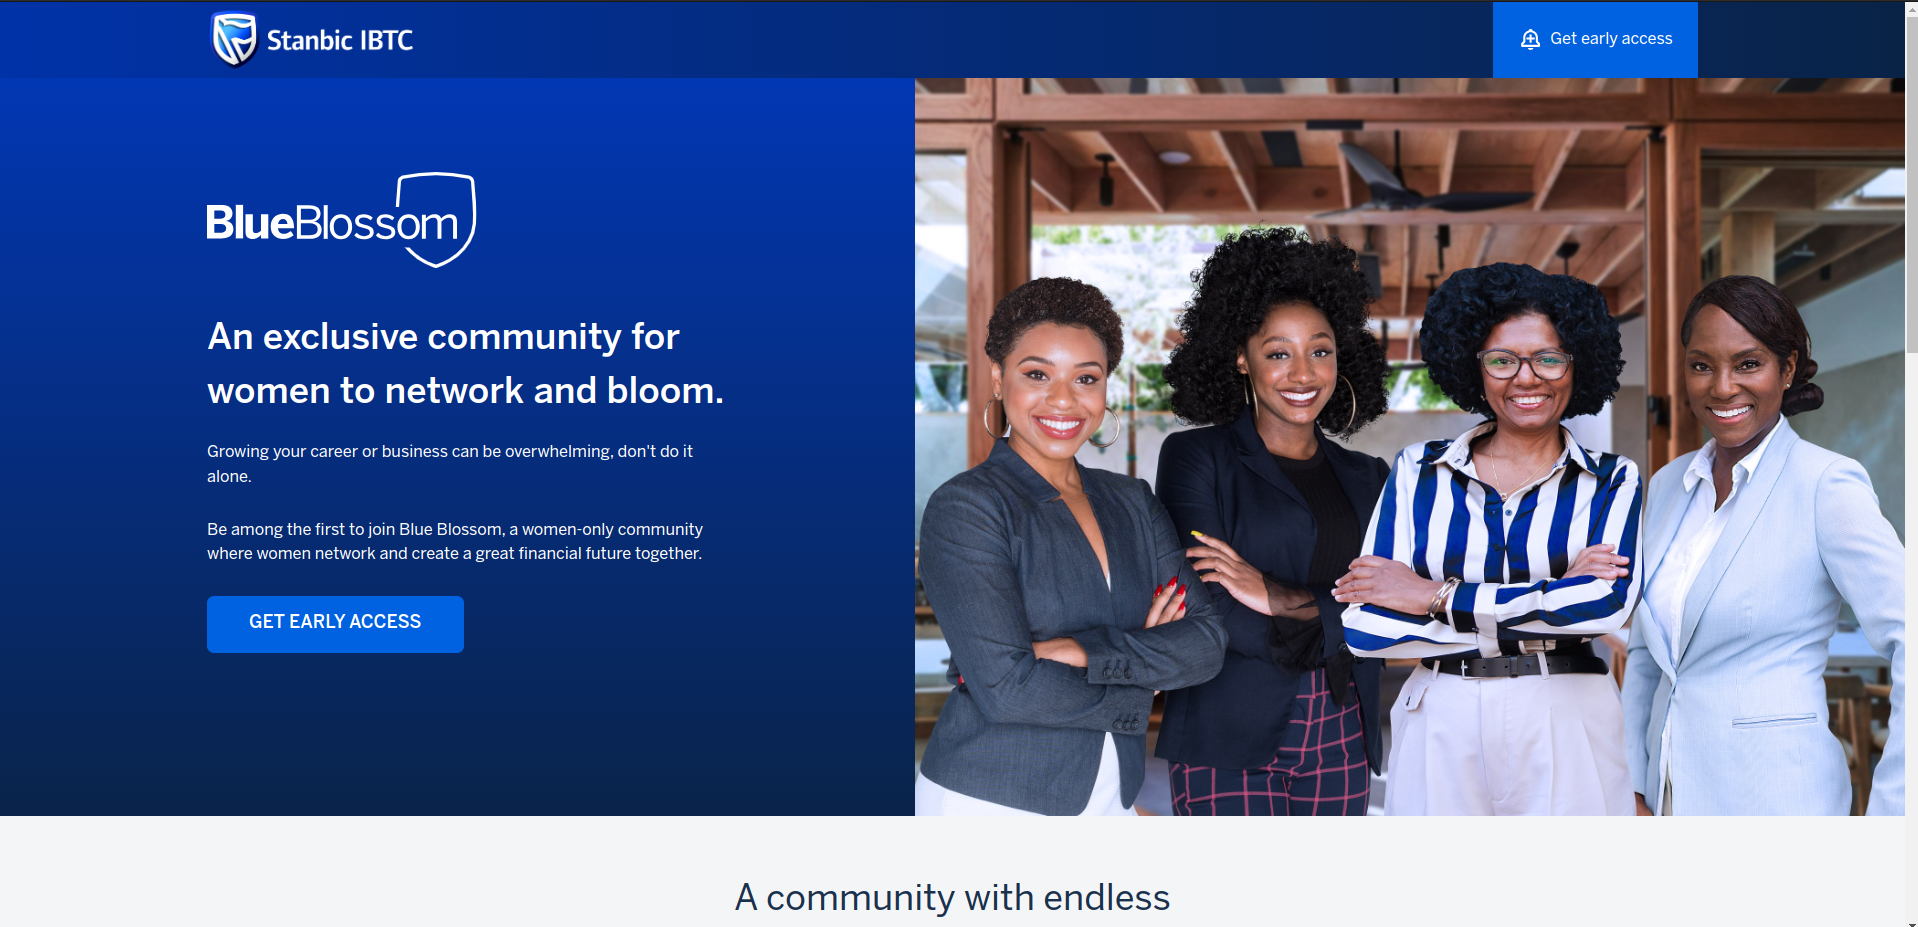 Stanbic IBTC
Get early access
BlueBlossom
An exclusive community for
women to network and bloom.
Growing your career or business can be overwhelming, don't do it
alone.
Be among the first to join Blue Blossom, a women-only community
where women network and create a great financial future together.
GET EARLY ACCESS
A community with endless